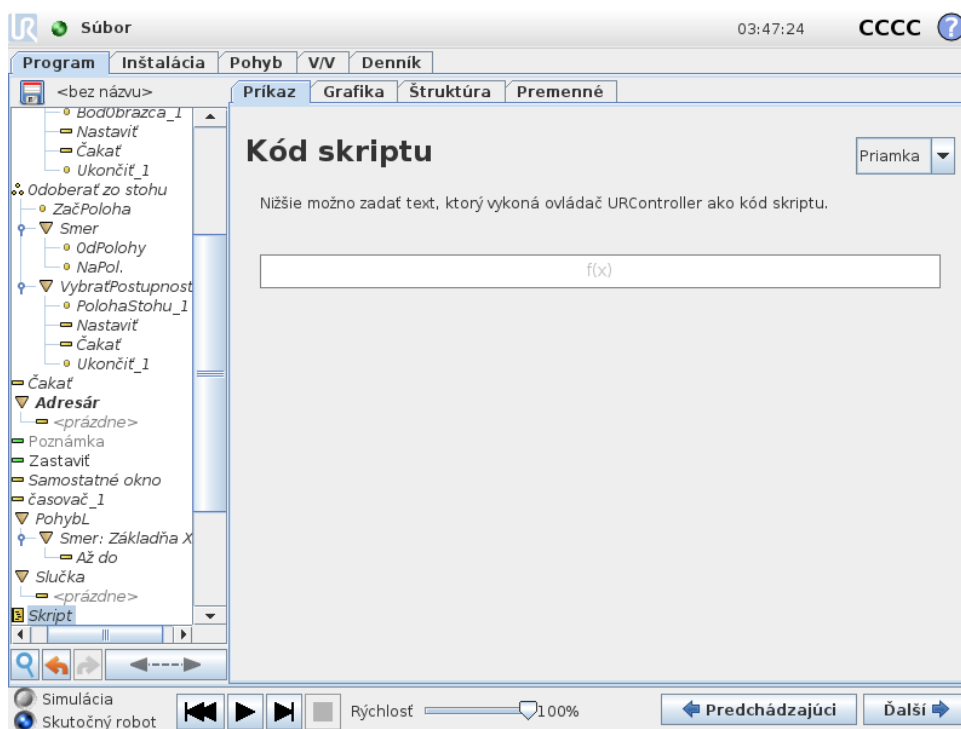 UR Súbor 03:47:24 CCCC ?
Program Inštalácia Pohyb V/V Denník
<bez názvu> Príkaz Grafika Štruktúra Premenné
BodObrazca_1
Nastaviť
Čakať
Ukončiť_1
Odoberať zo stohu
ZačPoloha
Smer
OdPolohy
NaPol.
VybraťPostupnost
PolohaStohu_1
Nastaviť
Čakať
Ukončiť_1
Čakať
Adresár
<prázdne>
Poznámka
Zastaviť
Samostatné okno
časovač_1
PohybL
Smer: Základňa X
Až do
Slučka
<prázdne>
Skript
Kód skriptu
Priamka
Nižšie možno zadať text, ktorý vykoná ovládač URController ako kód skriptu.
f(x)
Simulácia
Skutočný robot
Rýchlosť 100%
Predchádzajúci Ďalší